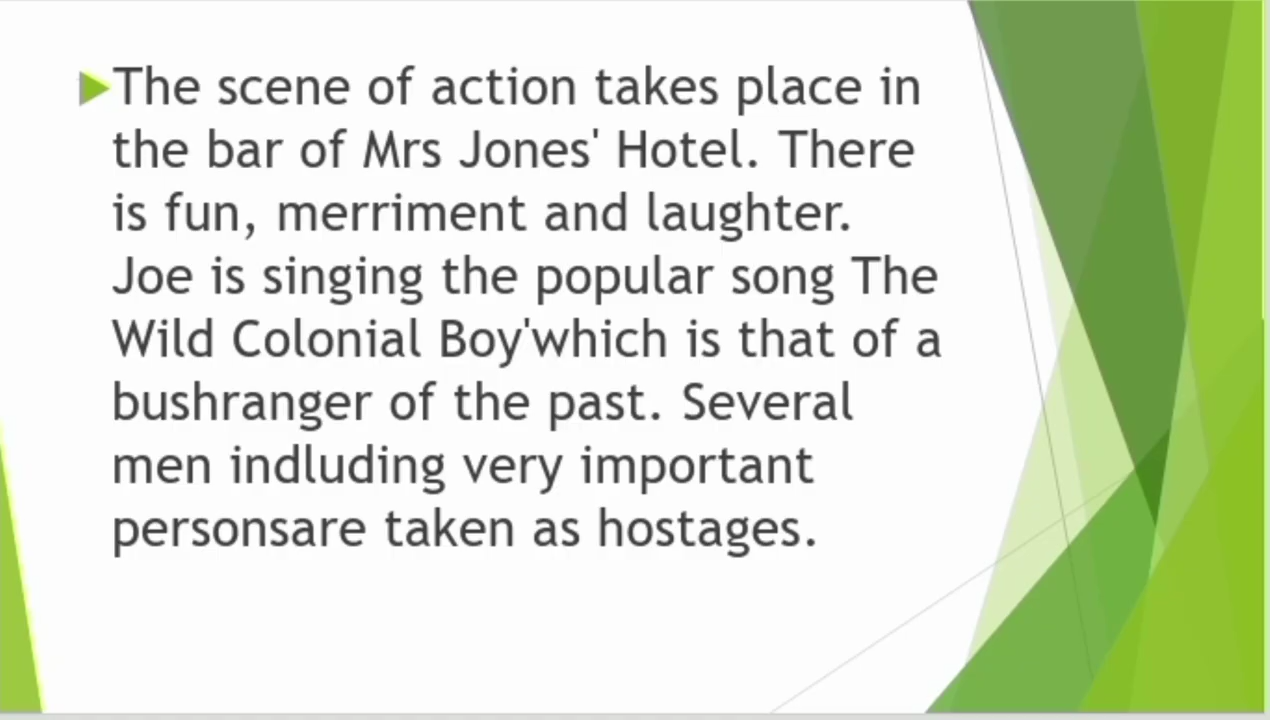 The scene of action takes place in
the bar of Mrs Jones' Hotel. There
is fun, merriment and laughter.
Joe is singing the popular song The
Wild Colonial Boy'which is that of a
bushranger of the past. Several
men indluding very important
personsare taken as hostages.